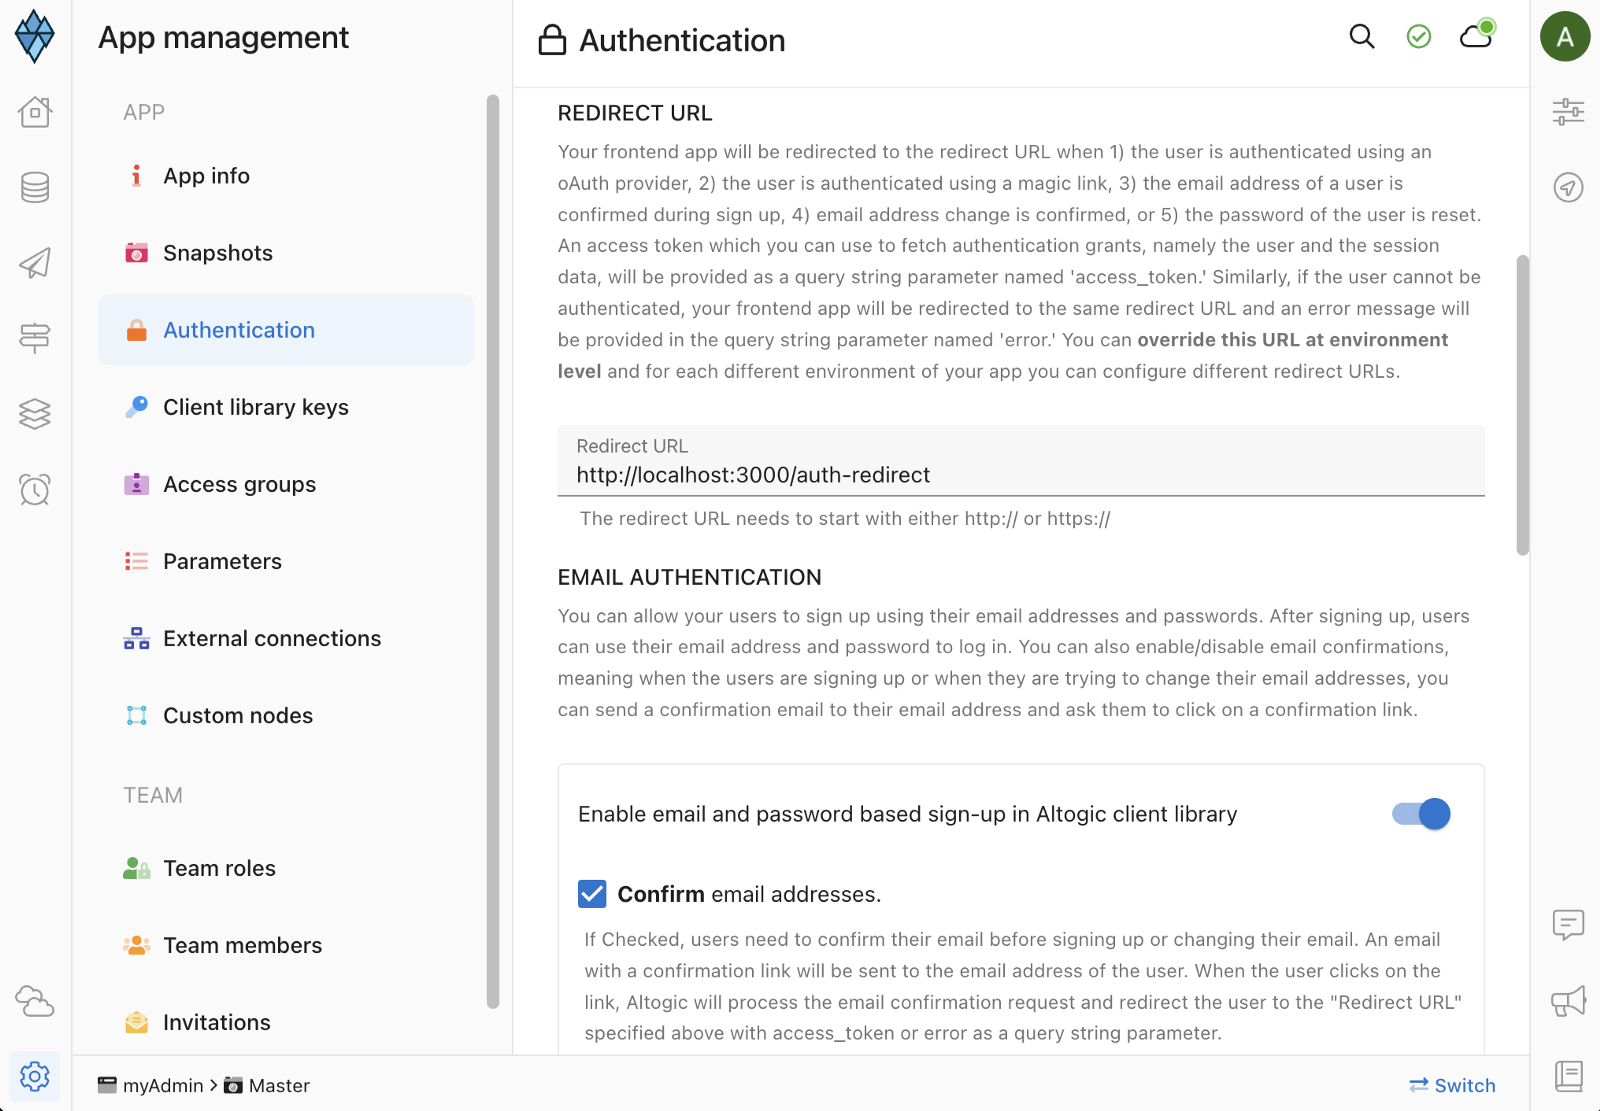 App management
APP
App info
Snapshots
Authentication
Client library keys
Access groups
Parameters
External connections
Custom nodes
TEAM
Team roles
Team members
Invitations
Authentication
A
REDIRECT URL
Your frontend app will be redirected to the redirect URL when 1) the user is authenticated using an
oAuth provider, 2) the user is authenticated using a magic link, 3) the email address of a user is
confirmed during sign up, 4) email address change is confirmed, or 5) the password of the user is reset.
An access token which you can use to fetch authentication grants, namely the user and the session
data, will be provided as a query string parameter named 'access_token.' Similarly, if the user cannot be
authenticated, your frontend app will be redirected to the same redirect URL and an error message will
be provided in the query string parameter named 'error.' You can override this URL at environment
level and for each different environment of your app you can configure different redirect URLs.
Redirect URL
http://localhost:3000/auth-redirect
The redirect URL needs to start with either http:// or https://
EMAIL AUTHENTICATION
You can allow your users to sign up using their email addresses and passwords. After signing up, users
can use their email address and password to log in. You can also enable/disable email confirmations,
meaning when the users are signing up or when they are trying to change their email addresses, you
can send a confirmation email to their email address and ask them to click on a confirmation link.
Enable email and password based sign-up in Altogic client library
Confirm email addresses.
If Checked, users need to confirm their email before signing up or changing their email. An email
with a confirmation link will be sent to the email address of the user. When the user clicks on the
link, Altogic will process the email confirmation request and redirect the user to the "Redirect URL"
specified above with access_token or error as a query string parameter.
myAdmin > Master
Switch